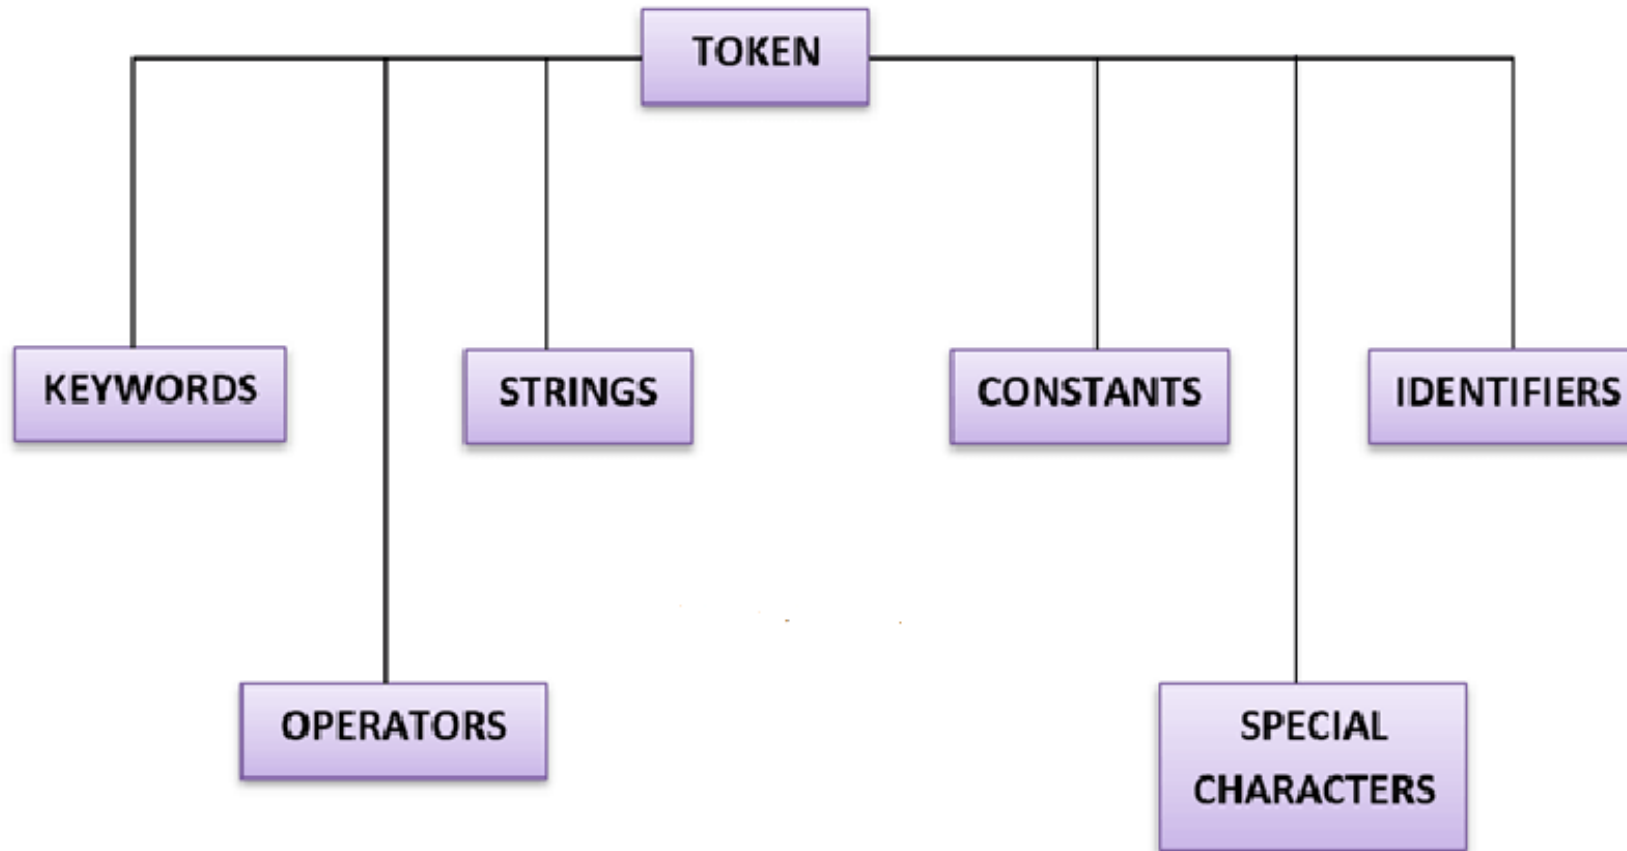 TOKEN
KEYWORDS
STRINGS
CONSTANTS
IDENTIFIERS
OPERATORS
SPECIAL
CHARACTERS